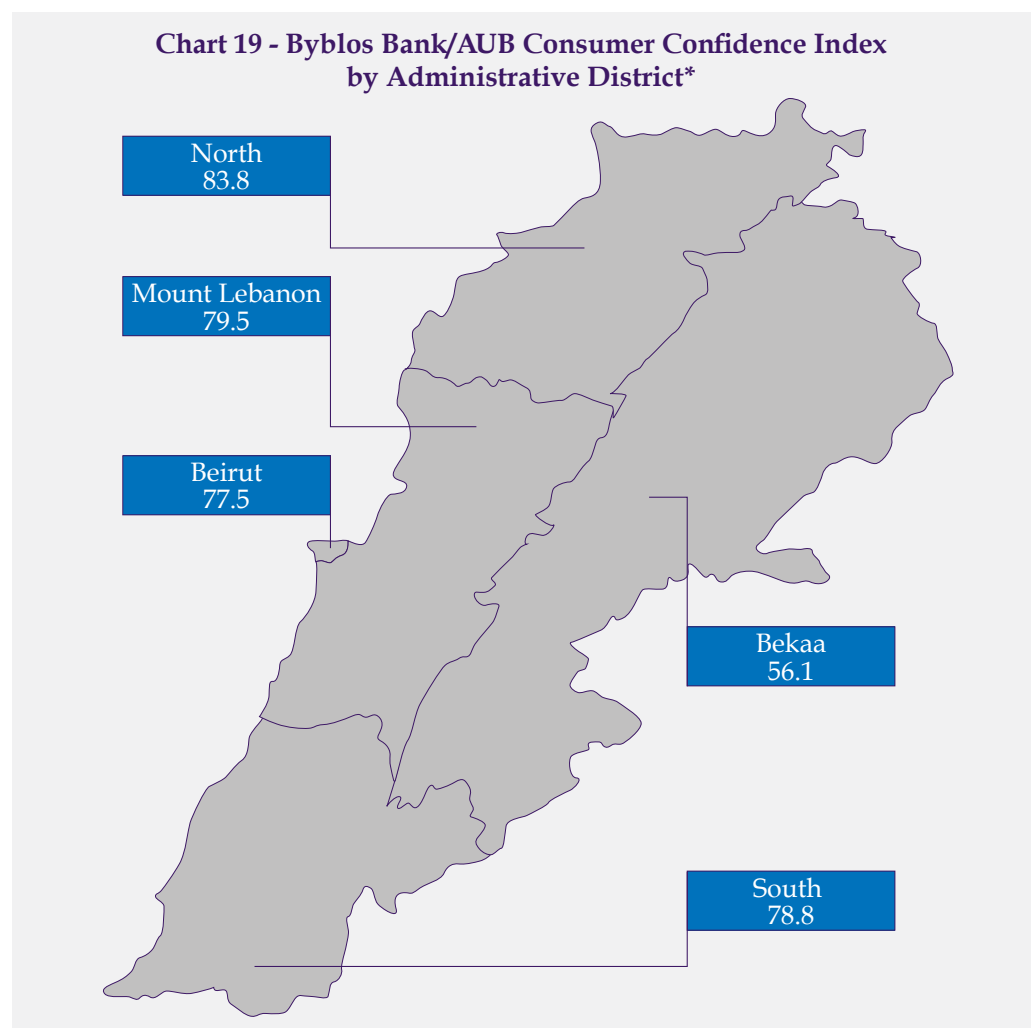 Chart 19 - Byblos Bank/AUB Consumer Confidence Index
by Administrative District*
North
83.8
Mount Lebanon
79.5
Beirut
77.5
Bekaa
56.1
South
78.8